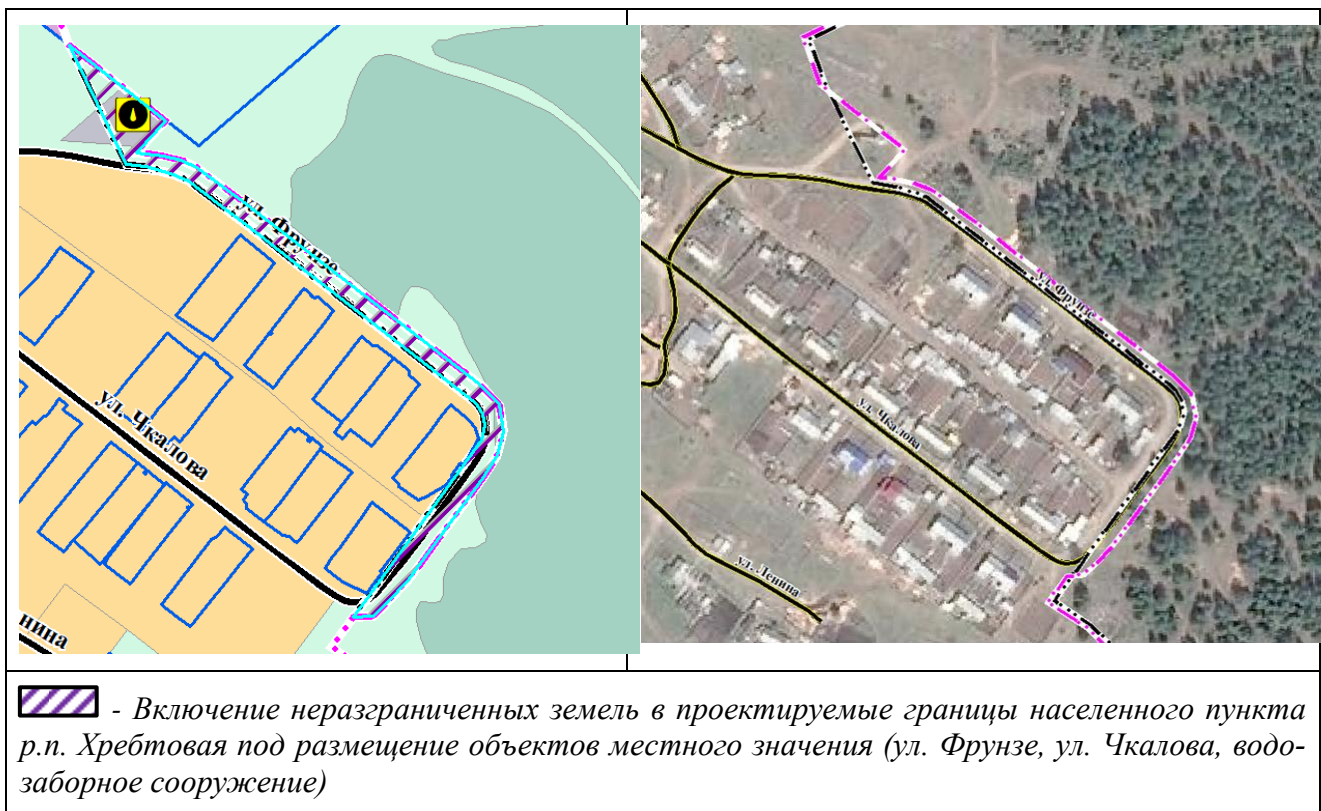 ул. Фрунзе
ул. Чкалова
нина
ул. Фрунзе
ул. Чкалова
ул. Ленина
- Включение неразграниченных земель в проектируемые границы населенного пункта
р.п. Хребтовая под размещение объектов местного значения (ул. Фрунзе, ул. Чкалова, водо-
заборное сооружение)